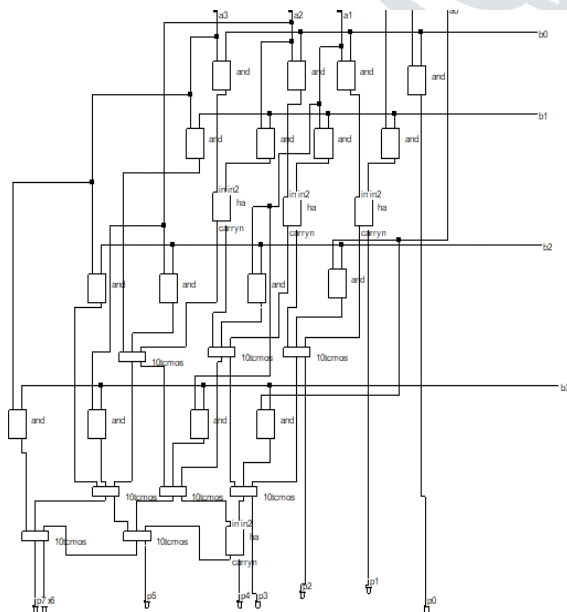 a3 a2 a1 a0
b0
and and and and
b1
and and and and
in in2 in in2 in in2
ha ha ha
carryn carryn carryn
b2
and and and and
10tcmos 10tcmos 10tcmos
and and and and
10tcmos 10tcmos 10tcmos
in in2
10tcmos 10tcmos ha
carryn
p7 x6 p5 p4 p3 p2 p1 p0